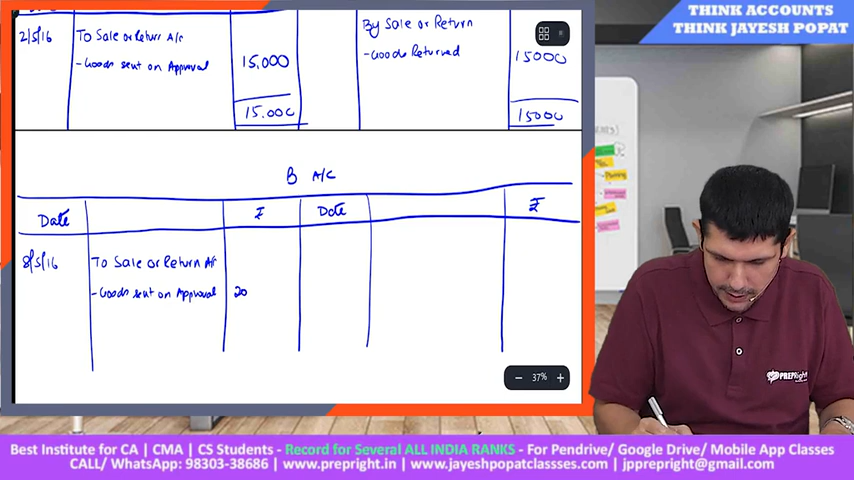 THINK ACCOUNTS
THINK JAYESH POPAT
2/5/16 To Sale or Return A/c
- Goods sent on Approval 15,000
15,000
By Sale or Return
- Goods Returned 15000
15000
B A/C
Date ₹ Date ₹
8/5/16 To Sale or Return A/c
- Goods sent on Approval 20
37%
PREPRight
Best Institute for CA | CMA | CS Students - Record for Several ALL INDIA RANKS - For Pendrive/ Google Drive/ Mobile App Classes
CALL/ WhatsApp: 98303-38686 | www.prepright.in | www.jayeshpopatclassses.com | jpprepright@gmail.com